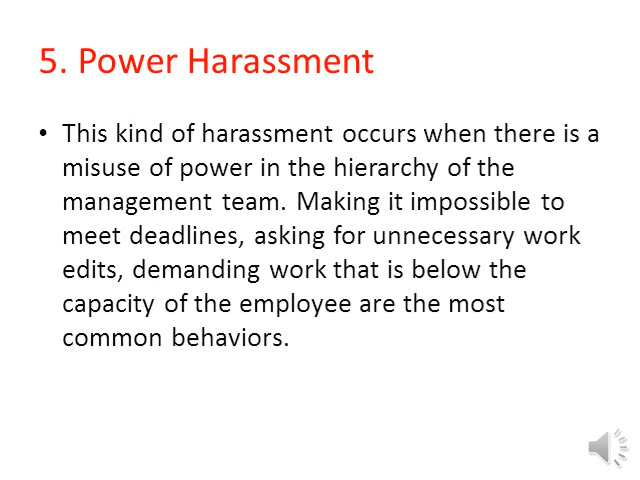 5. Power Harassment
• This kind of harassment occurs when there is a
misuse of power in the hierarchy of the
management team. Making it impossible to
meet deadlines, asking for unnecessary work
edits, demanding work that is below the
capacity of the employee are the most
common behaviors.